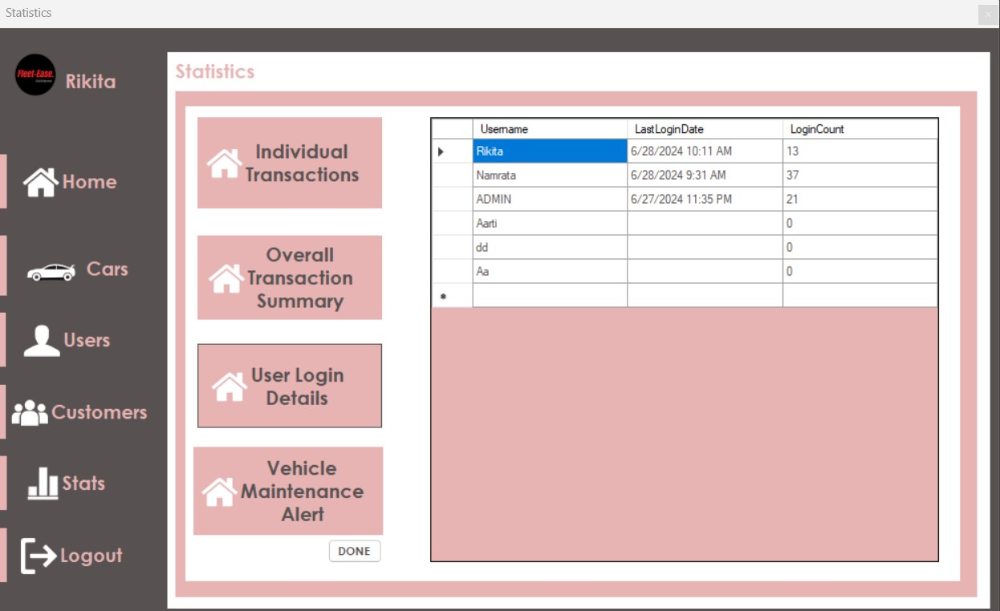 Statistics
Fleet-Ease.
Rikita
Home
Cars
Users
Customers
Stats
Logout
Statistics
Individual
Transactions
Overall
Transaction
Summary
User Login
Details
Vehicle
Maintenance
Alert
DONE
Username LastLoginDate LoginCount
Rikita 6/28/2024 10:11 AM 13
Namrata 6/28/2024 9:31 AM 37
ADMIN 6/27/2024 11:35 PM 21
Aarti 0
dd 0
Aa 0